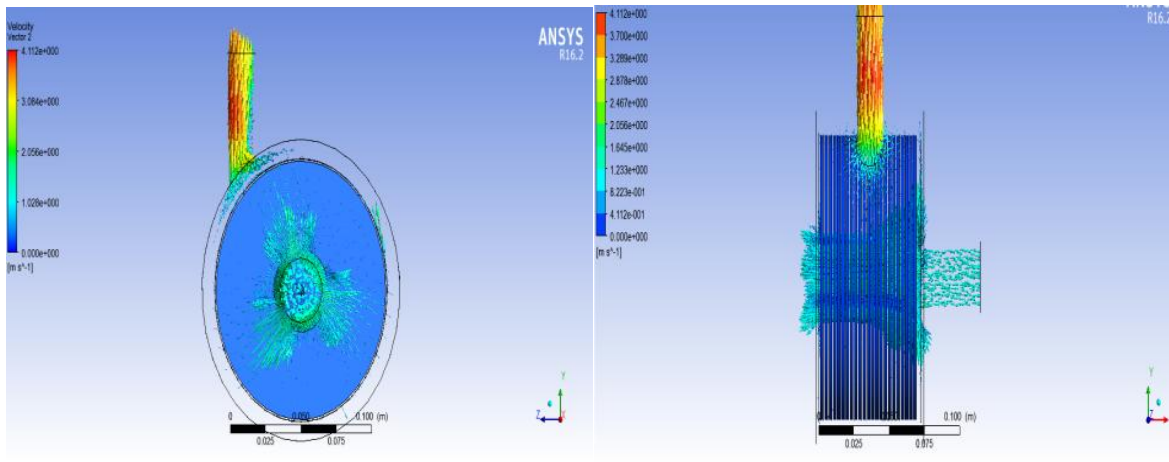 Velocity
Vector 2
4.112e+000
3.084e+000
2.056e+000
1.028e+000
0.000e+000
[m s^-1]
ANSYS
R16.2
0
0.050
0.100 (m)
0.025
0.075
Y
Z
X
4.112e+000
3.700e+000
3.289e+000
2.878e+000
2.467e+000
2.056e+000
1.645e+000
1.233e+000
8.223e-001
4.112e-001
0.000e+000
[m s^-1]
R16.2
0.100 (m)
0.025
0.075
Y